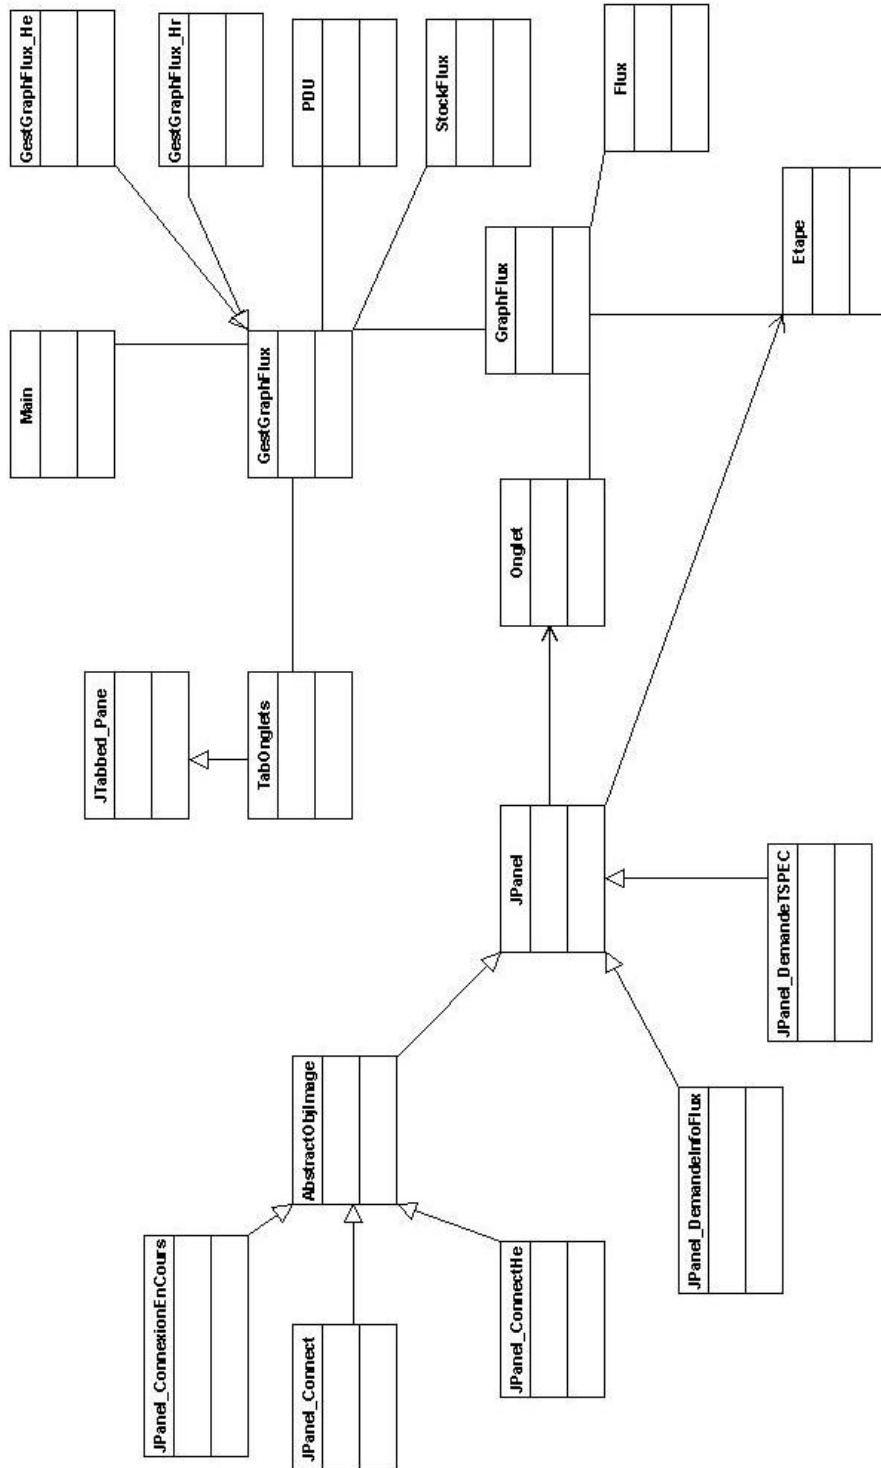 GestGraphFlux_He
GestGraphFlux_Hr
PDU
StockFlux
Flux
Main
GestGraphFlux
GraphFlux
Etape
Onglet
JTabbed_Pane
TabOnglets
JPanel
JPanel_DemandeTSPEC
AbstractObjImage
JPanel_DemandeInfoFlux
JPanel_ConnexionEnCours
JPanel_Connect
JPanel_ConnectHe